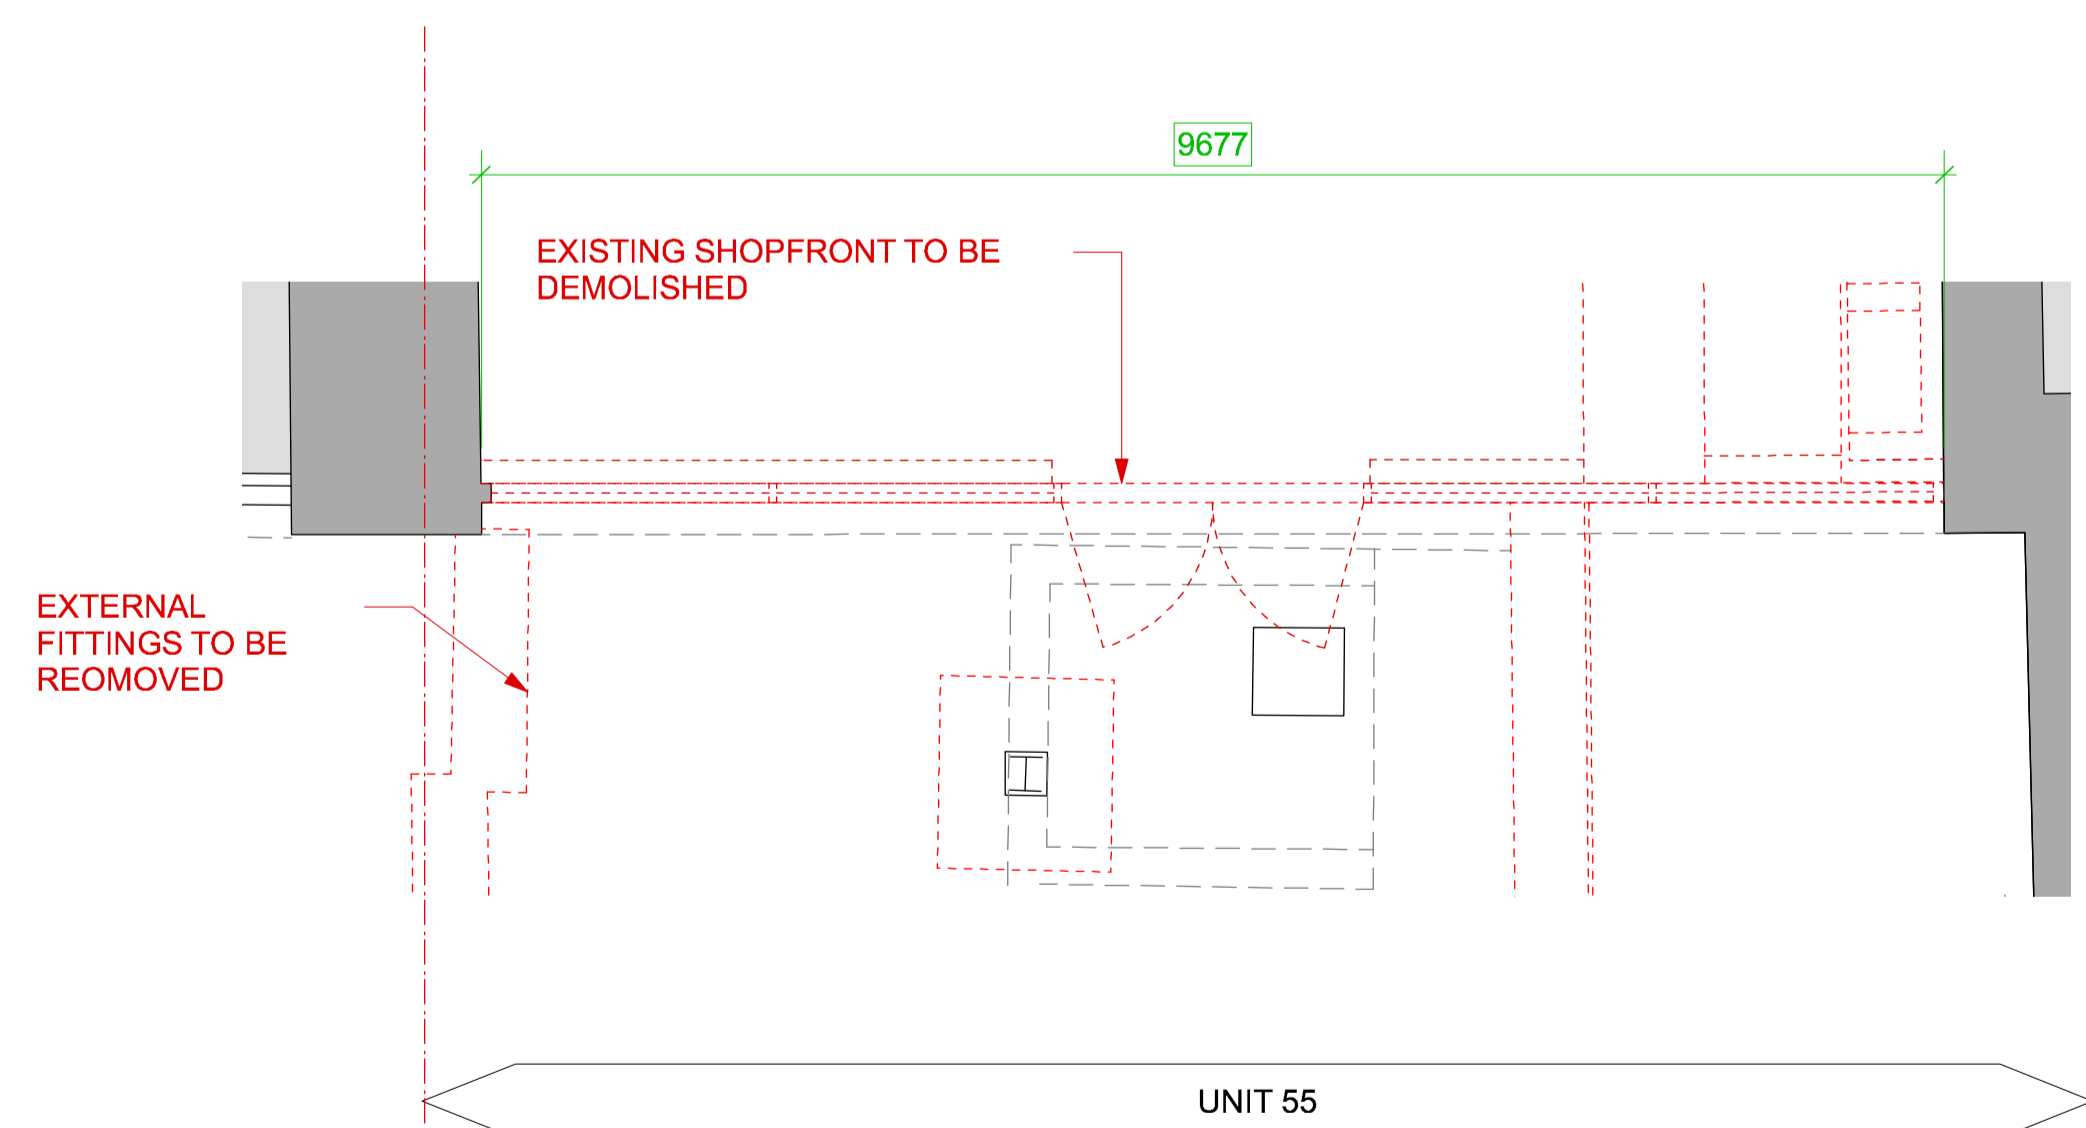 9677
EXISTING SHOPFRONT TO BE
DEMOLISHED
EXTERNAL
FITTINGS TO BE
REOMOVED
UNIT 55